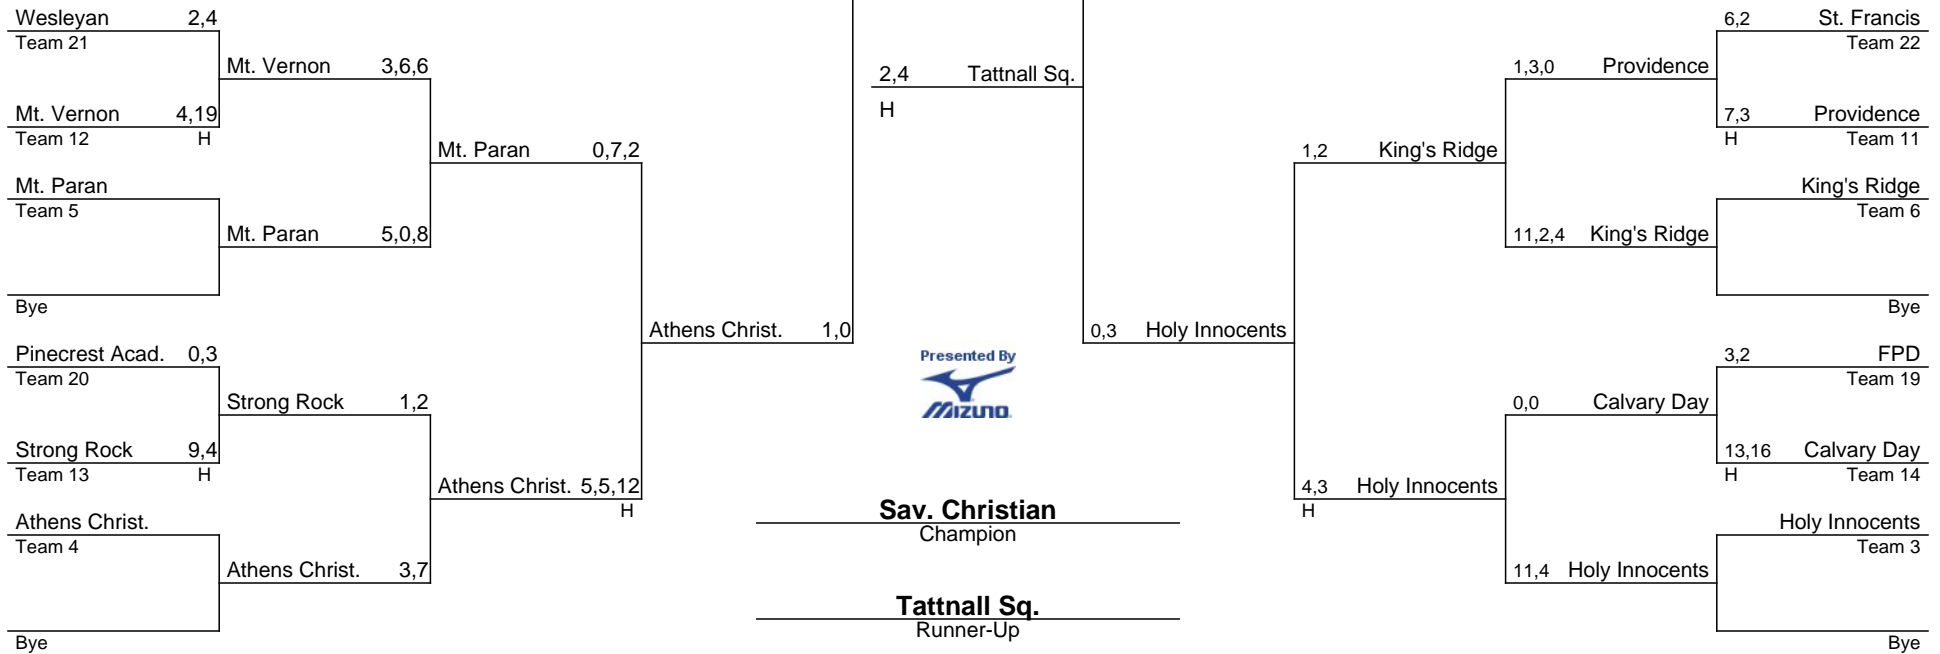 Wesleyan 2,4
Team 21
Mt. Vernon 3,6,6
Mt. Vernon 4,19
Team 12 H
Mt. Paran 0,7,2
Mt. Paran
Team 5
Mt. Paran 5,0,8
Bye
Athens Christ. 1,0
Pinecrest Acad. 0,3
Team 20
Strong Rock 1,2
Strong Rock 9,4
Team 13 H
Athens Christ. 5,5,12
H
Athens Christ.
Team 4
Athens Christ. 3,7
Bye
2,4 Tattnall Sq.
H
Presented By
MIZUNO
Sav. Christian
Champion
Tattnall Sq.
Runner-Up
6,2 St. Francis
Team 22
1,3,0 Providence
7,3 Providence
H Team 11
1,2 King's Ridge
King's Ridge
Team 6
11,2,4 King's Ridge
Bye
0,3 Holy Innocents
3,2 FPD
Team 19
0,0 Calvary Day
13,16 Calvary Day
H Team 14
4,3 Holy Innocents
H
Holy Innocents
Team 3
11,4 Holy Innocents
Bye